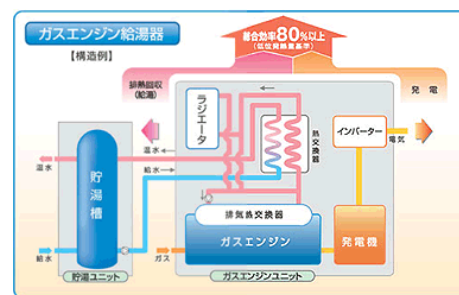 ガスエンジン給湯器
【構造例】
総合効率80%以上
(低位発熱量基準)
排熱回収
(給湯)
発電
ラジエータ
熱交換器
インバーター
電気
温水
給水
温水
貯湯槽
排気熱交換器
ガスエンジン
発電機
給水
ガス
貯湯ユニット
ガスエンジンユニット